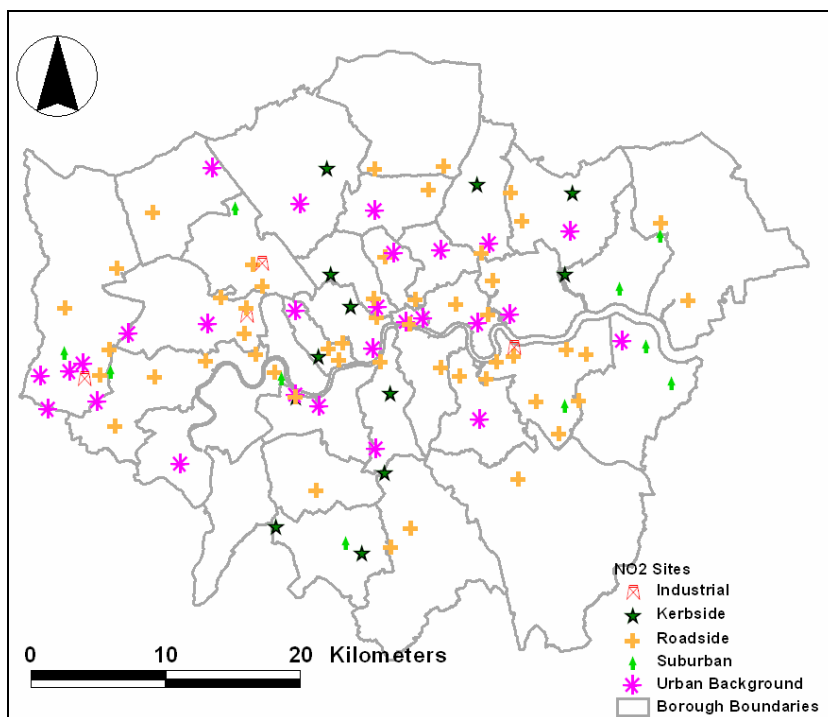 NO2 Sites
Industrial
Kerbside
Roadside
Suburban
Urban Background
Borough Boundaries
0 10 20 Kilometers